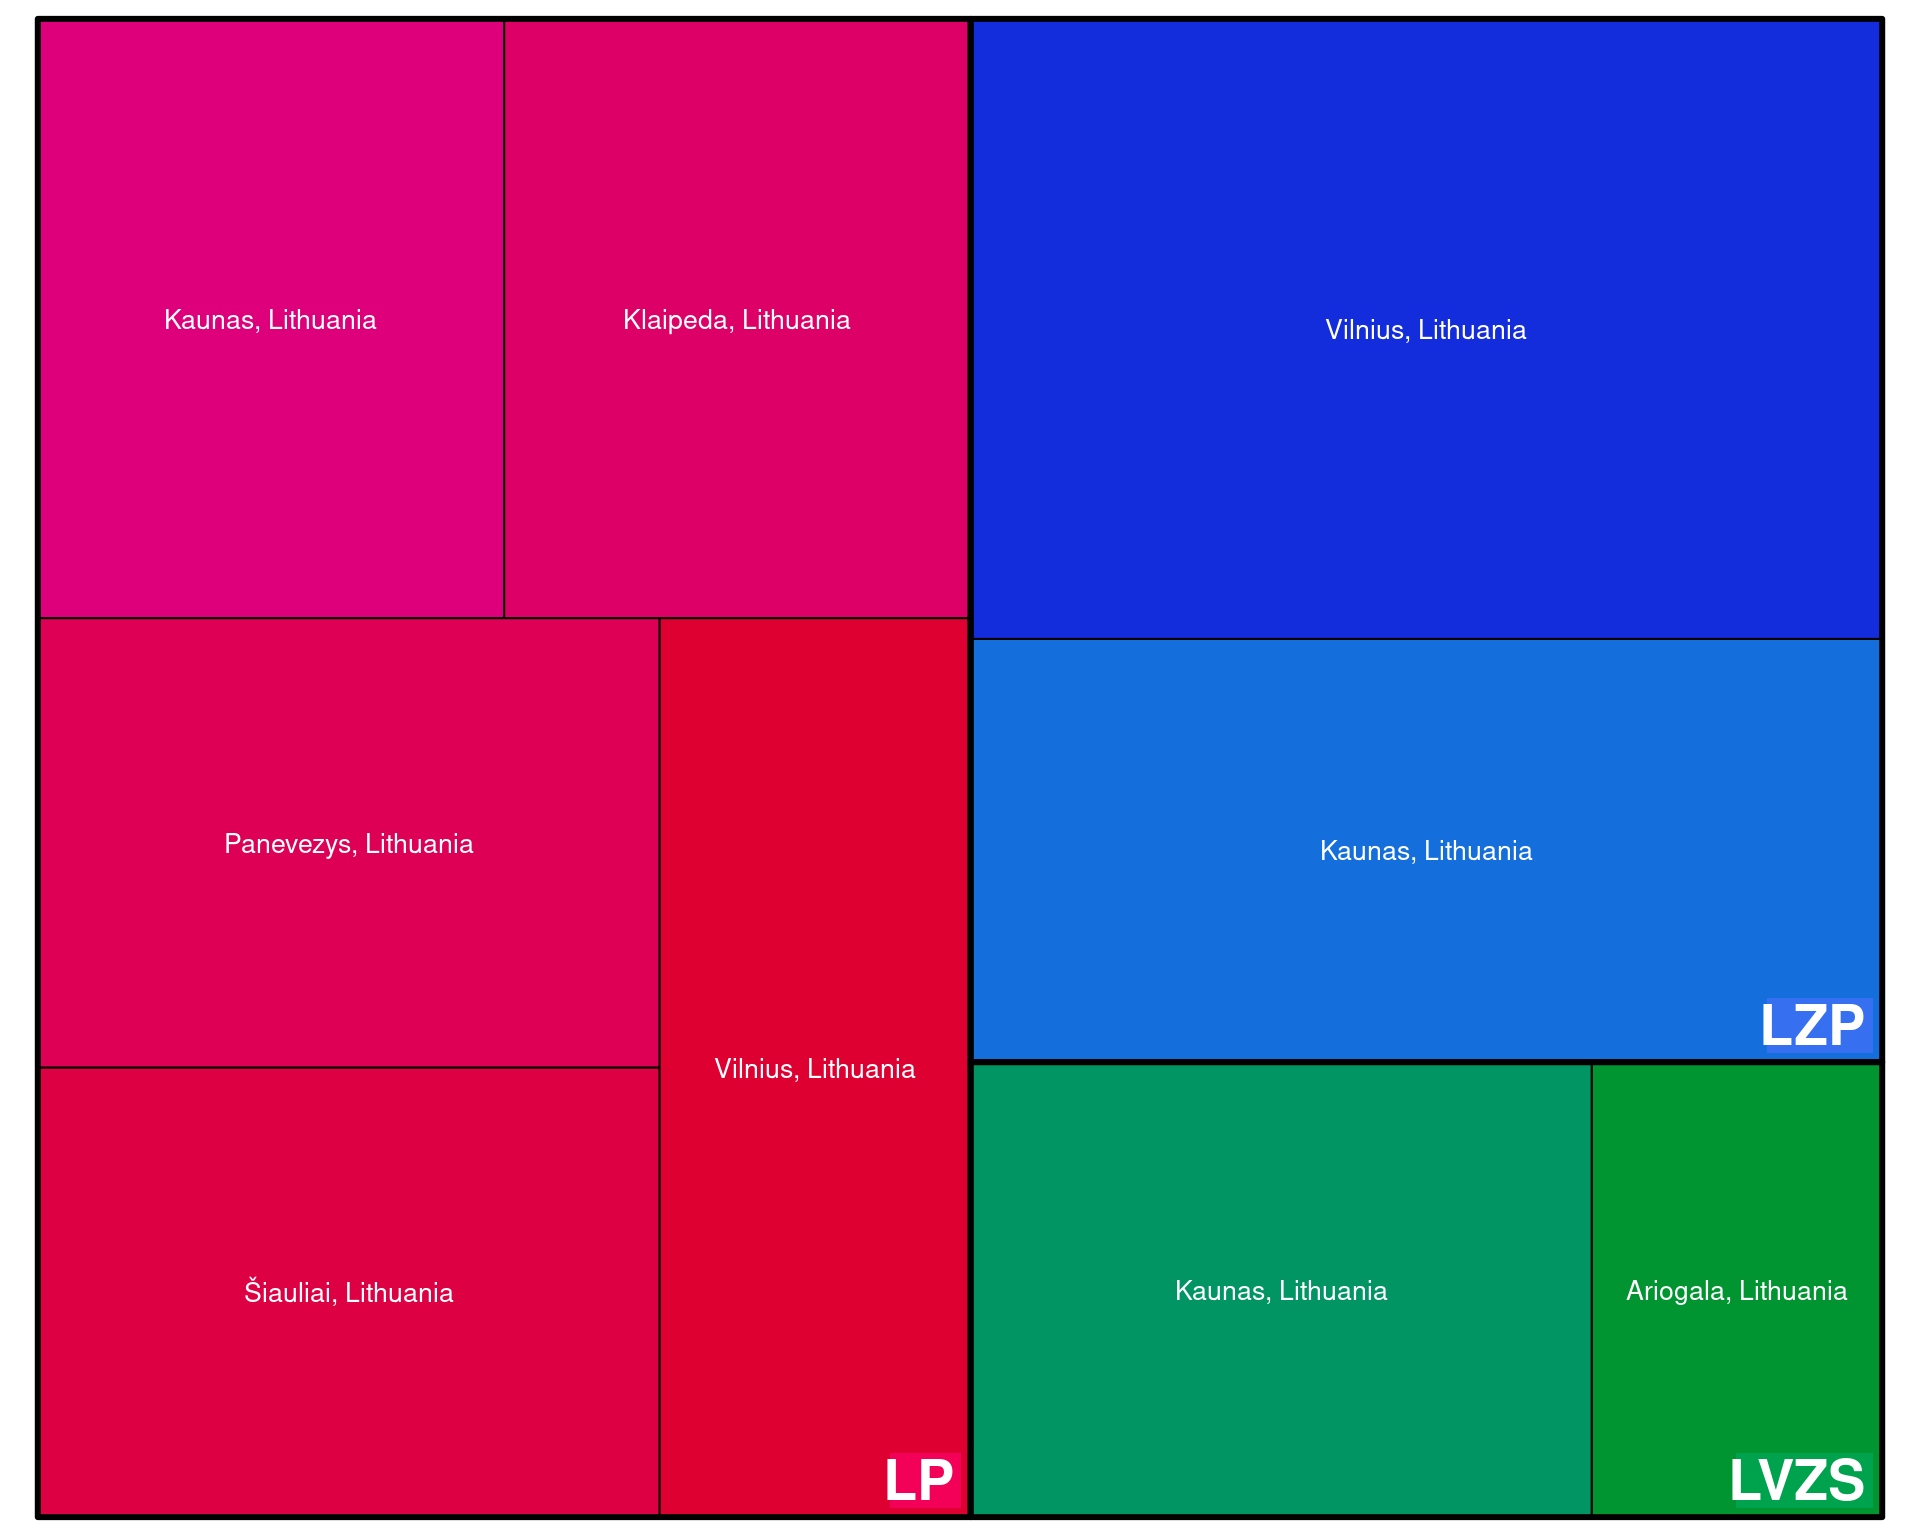 Kaunas, Lithuania
Klaipeda, Lithuania
Panevezys, Lithuania
Šiauliai, Lithuania
Vilnius, Lithuania
LP
Vilnius, Lithuania
Kaunas, Lithuania
LZP
Kaunas, Lithuania
Ariogala, Lithuania
LVZS